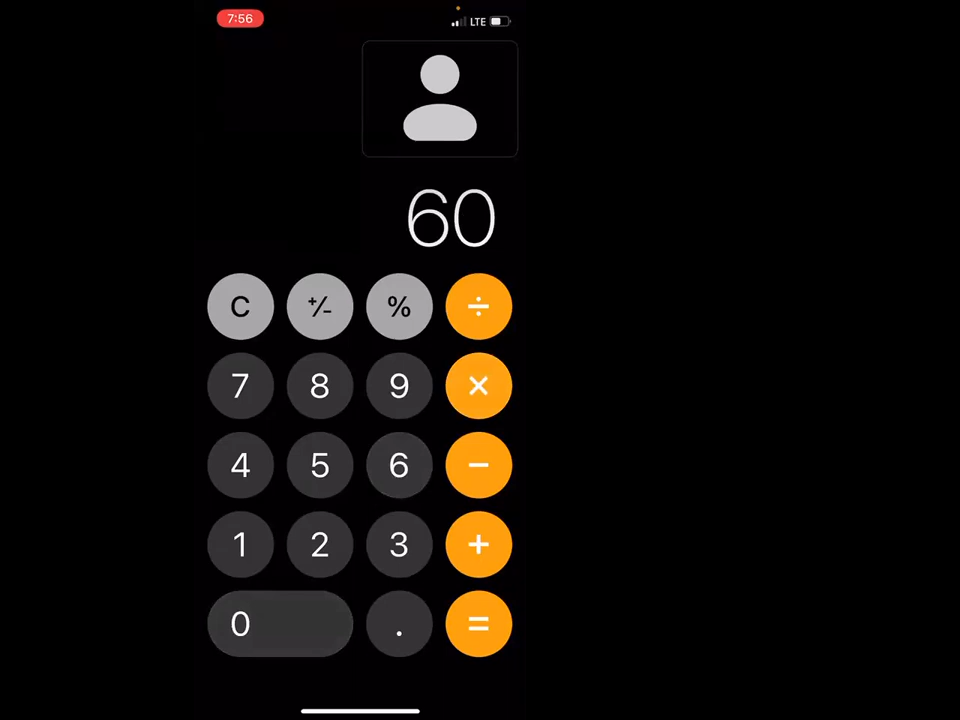 7:56 LTE
60
C +/- % ÷
7 8 9 ×
4 5 6 −
1 2 3 +
0 . =